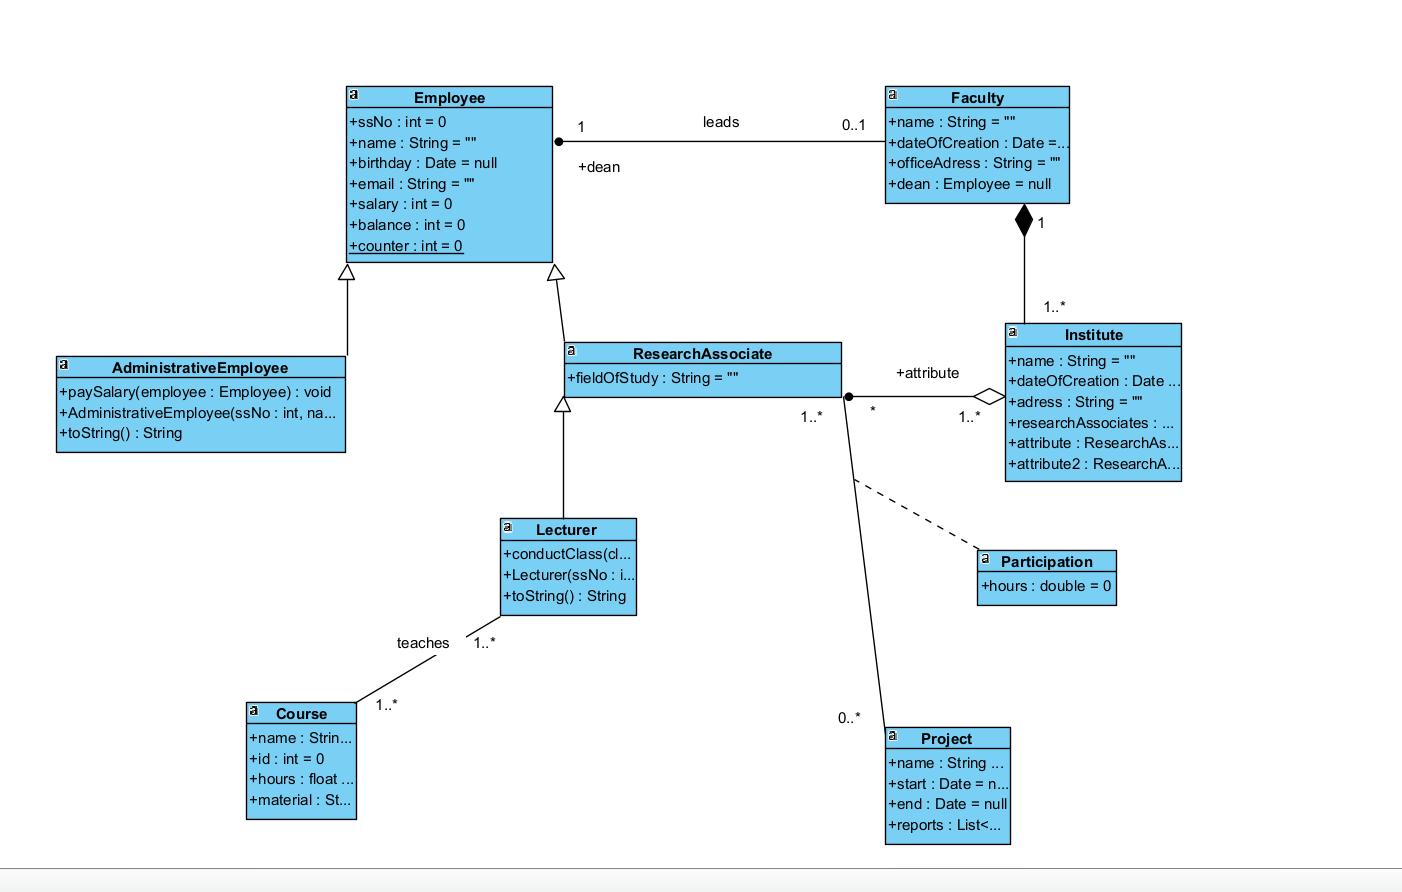 Employee
+ssNo : int = 0
+name : String = ""
+birthday : Date = null
+email : String = ""
+salary : int = 0
+balance : int = 0
+counter : int = 0
1
leads
0..1
+dean
Faculty
+name : String = ""
+dateOfCreation : Date =...
+officeAdress : String = ""
+dean : Employee = null
1
1..*
AdministrativeEmployee
+paySalary(employee : Employee) : void
+AdministrativeEmployee(ssNo : int, na...
+toString() : String
ResearchAssociate
+fieldOfStudy : String = ""
+attribute
1..*
*
1..*
Institute
+name : String = ""
+dateOfCreation : Date ...
+adress : String = ""
+researchAssociates : ...
+attribute : ResearchAs...
+attribute2 : ResearchA...
Lecturer
+conductClass(cl...
+Lecturer(ssNo : i...
+toString() : String
Participation
+hours : double = 0
teaches
1..*
1..*
Course
+name : Strin...
+id : int = 0
+hours : float ...
+material : St...
0..*
Project
+name : String ...
+start : Date = n...
+end : Date = null
+reports : List<...